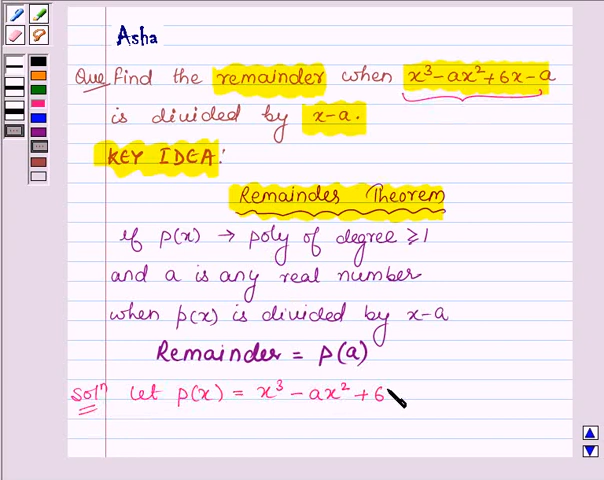 Asha
Que Find the remainder when x³-ax²+6x-a
is divided by x-a.
KEY IDEA:
Remainder Theorem
If p(x) → poly of degree ≥1
and a is any real number
when p(x) is divided by x-a
Remainder = p(a)
Solⁿ Let p(x) = x³ - ax² + 6